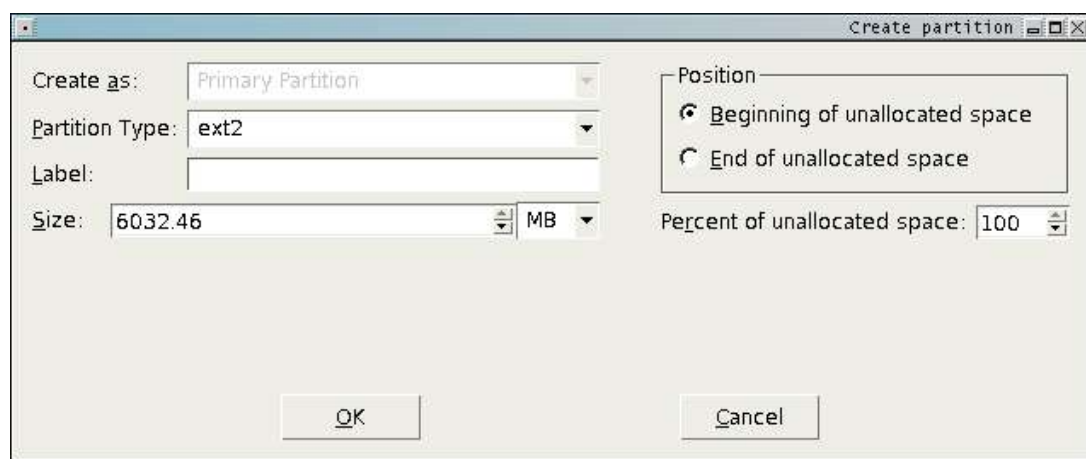 Create partition
Create as: Primary Partition
Partition Type: ext2
Label:
Size: 6032.46 MB
Position
Beginning of unallocated space
End of unallocated space
Percent of unallocated space: 100
OK
Cancel